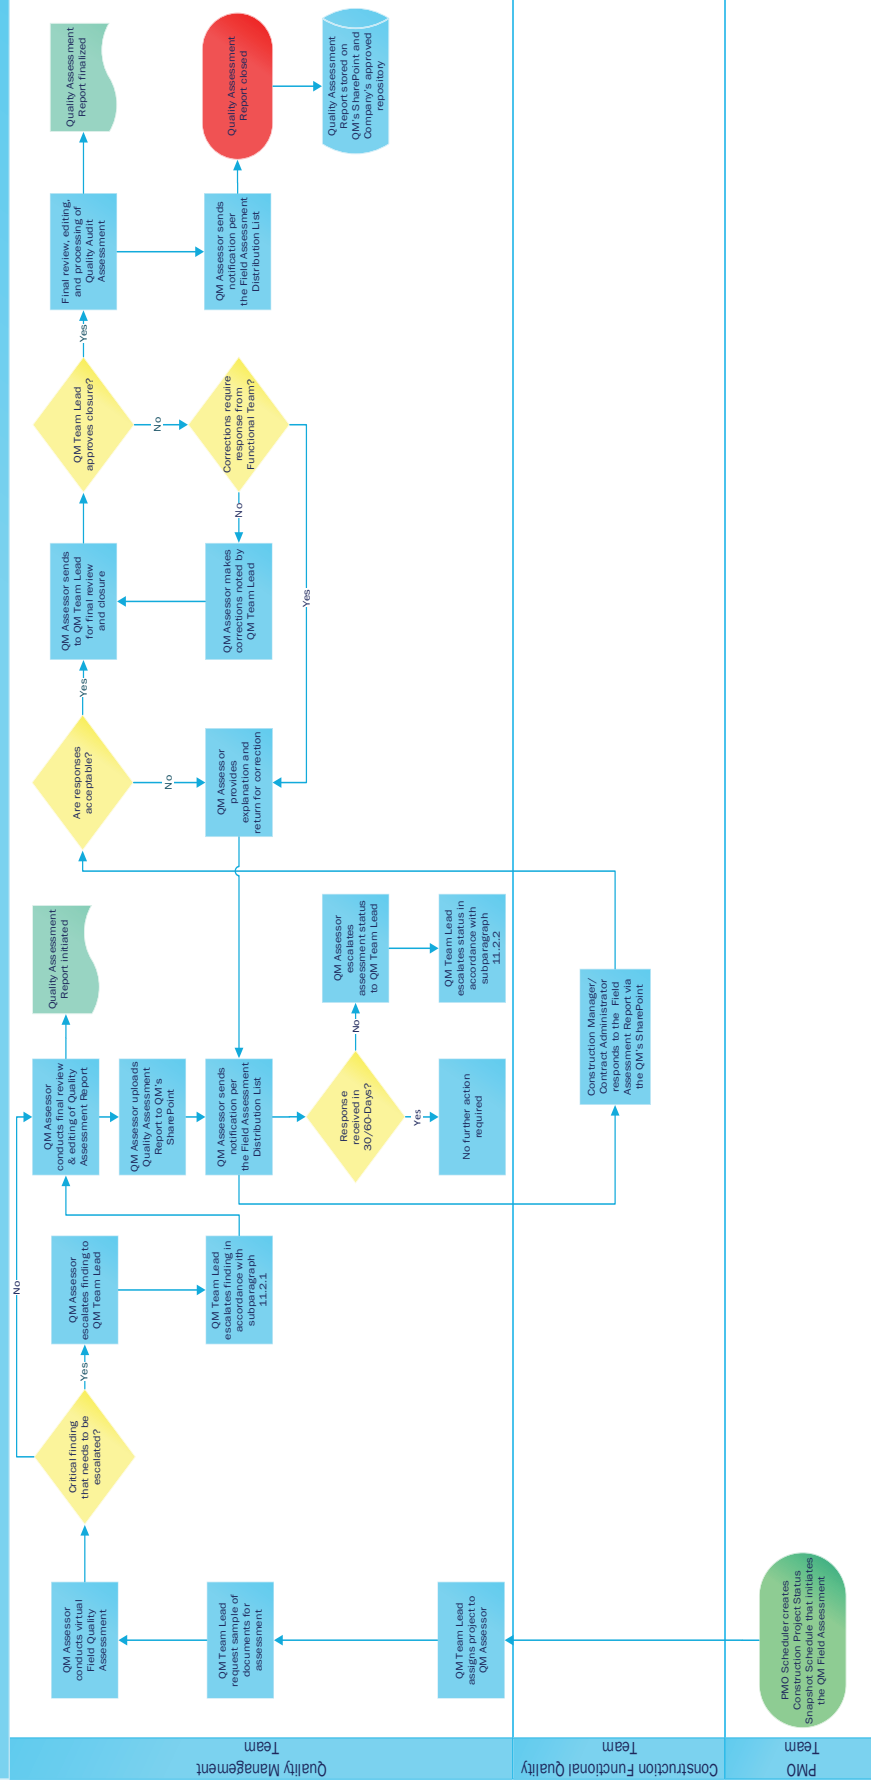 Quality Management
Team
Construction Functional Quality
Team
PMO
Team
PMO Scheduler creates
Construction Project Status
Snapshot Schedule that initiates
the QM Field Assessment
QM Team Lead
assigns project to
QM Assessor
QM Team Lead
request sample of
documents for
assessment
QM Assessor
conducts virtual
Field Quality
Assessment
Critical finding
that needs to be
escalated?
No
Yes
QM Assessor
escalates finding to
QM Team Lead
QM Team Lead
escalates finding in
accordance with
subparagraph
11.2.1
QM Assessor
conducts final review
& editing of Quality
Assessment Report
Quality Assessment
Report initiated
QM Assessor uploads
Quality Assessment
Report to QM's
SharePoint
QM Assessor sends
notification per
the Field Assessment
Distribution List
Response
received in
30/60-Days?
Yes
No further action
required
No
QM Assessor
escalates
assessment status
to QM Team Lead
QM Team Lead
escalates status in
accordance with
subparagraph
11.2.2
Construction Manager/
Contract Administrator
responds to the Field
Assessment Report via
the QM's SharePoint
Are responses
acceptable?
No
QM Assessor
provides
explanation and
return for correction
Yes
QM Assessor sends
to QM Team Lead
for final review
and closure
QM Assessor makes
corrections noted by
QM Team Lead
Yes
No
QM Team Lead
approves closure?
No
Corrections require
response from
Functional Team?
Yes
Final review, editing,
and processing of
Quality Audit
Assessment
QM Assessor sends
notification per
the Field Assessment
Distribution List
Quality Assessment
Report finalized
Quality Assessment
Report closed
Quality Assessment
Report stored on
QM's SharePoint and
Company's approved
repository